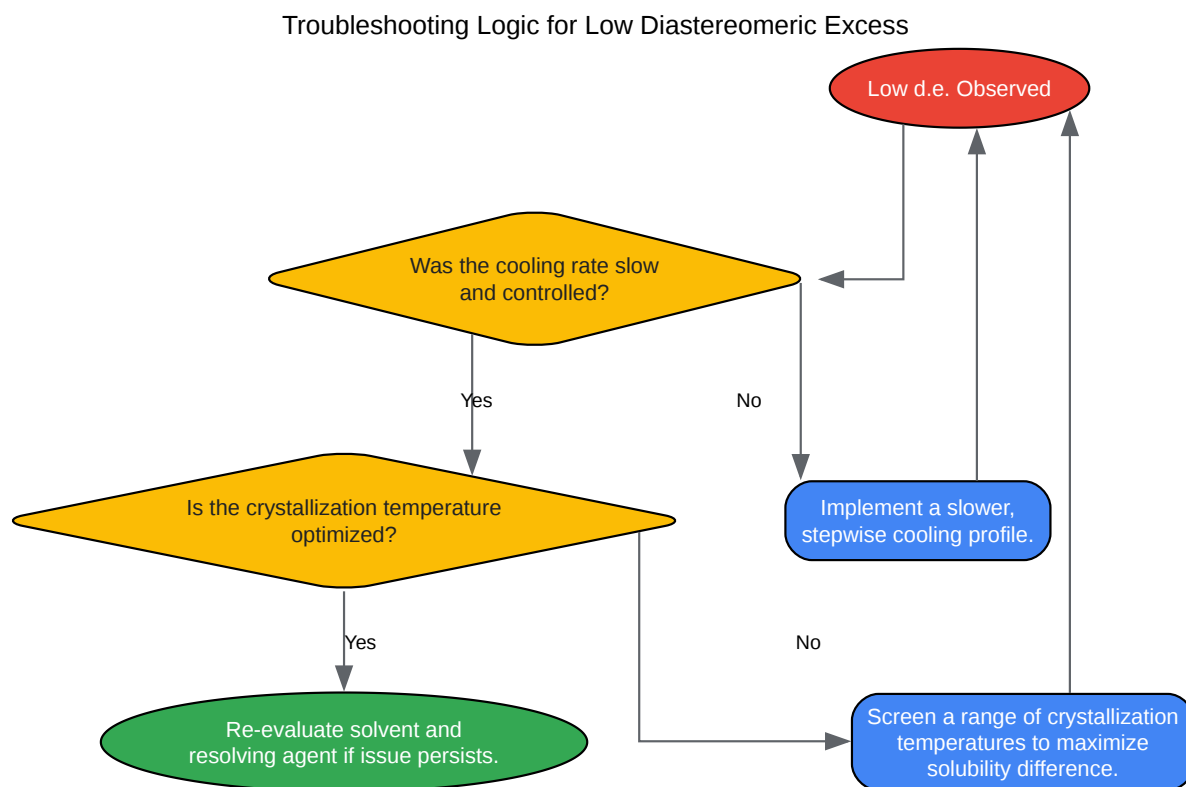 Troubleshooting Logic for Low Diastereomeric Excess
Low d.e. Observed
Was the cooling rate slow
and controlled?
Yes
No
Is the crystallization temperature
optimized?
Implement a slower,
stepwise cooling profile.
Yes
No
Re-evaluate solvent and
resolving agent if issue persists.
Screen a range of crystallization
temperatures to maximize
solubility difference.